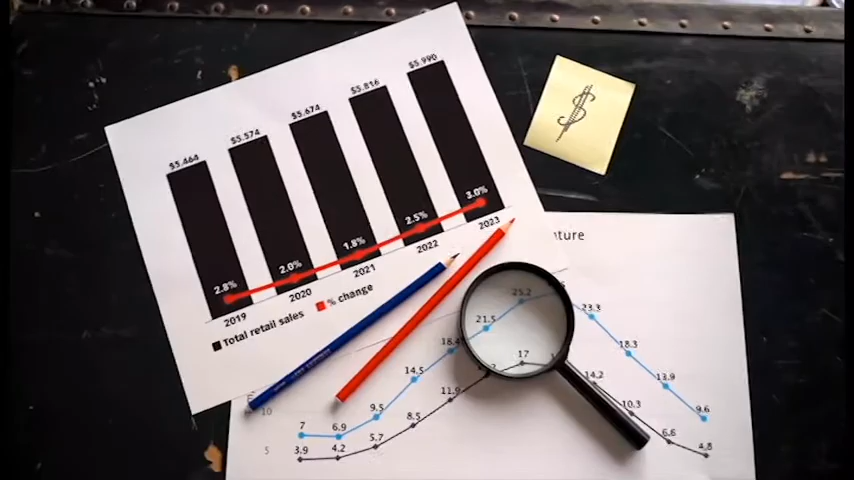 $5.464 $5.574 $5.674 $5.816 $5.990
2.8% 2.0% 1.8% 2.5% 3.0%
2019 2020 2021 2022 2023
Total retail sales % change
$
ature
10
5
7 6.9 9.5 14.5 18.4 21.5 25.2 23.3 18.3 13.9 9.6
3.9 4.2 5.7 8.5 11.9 17 14.2 10.3 6.6 4.8